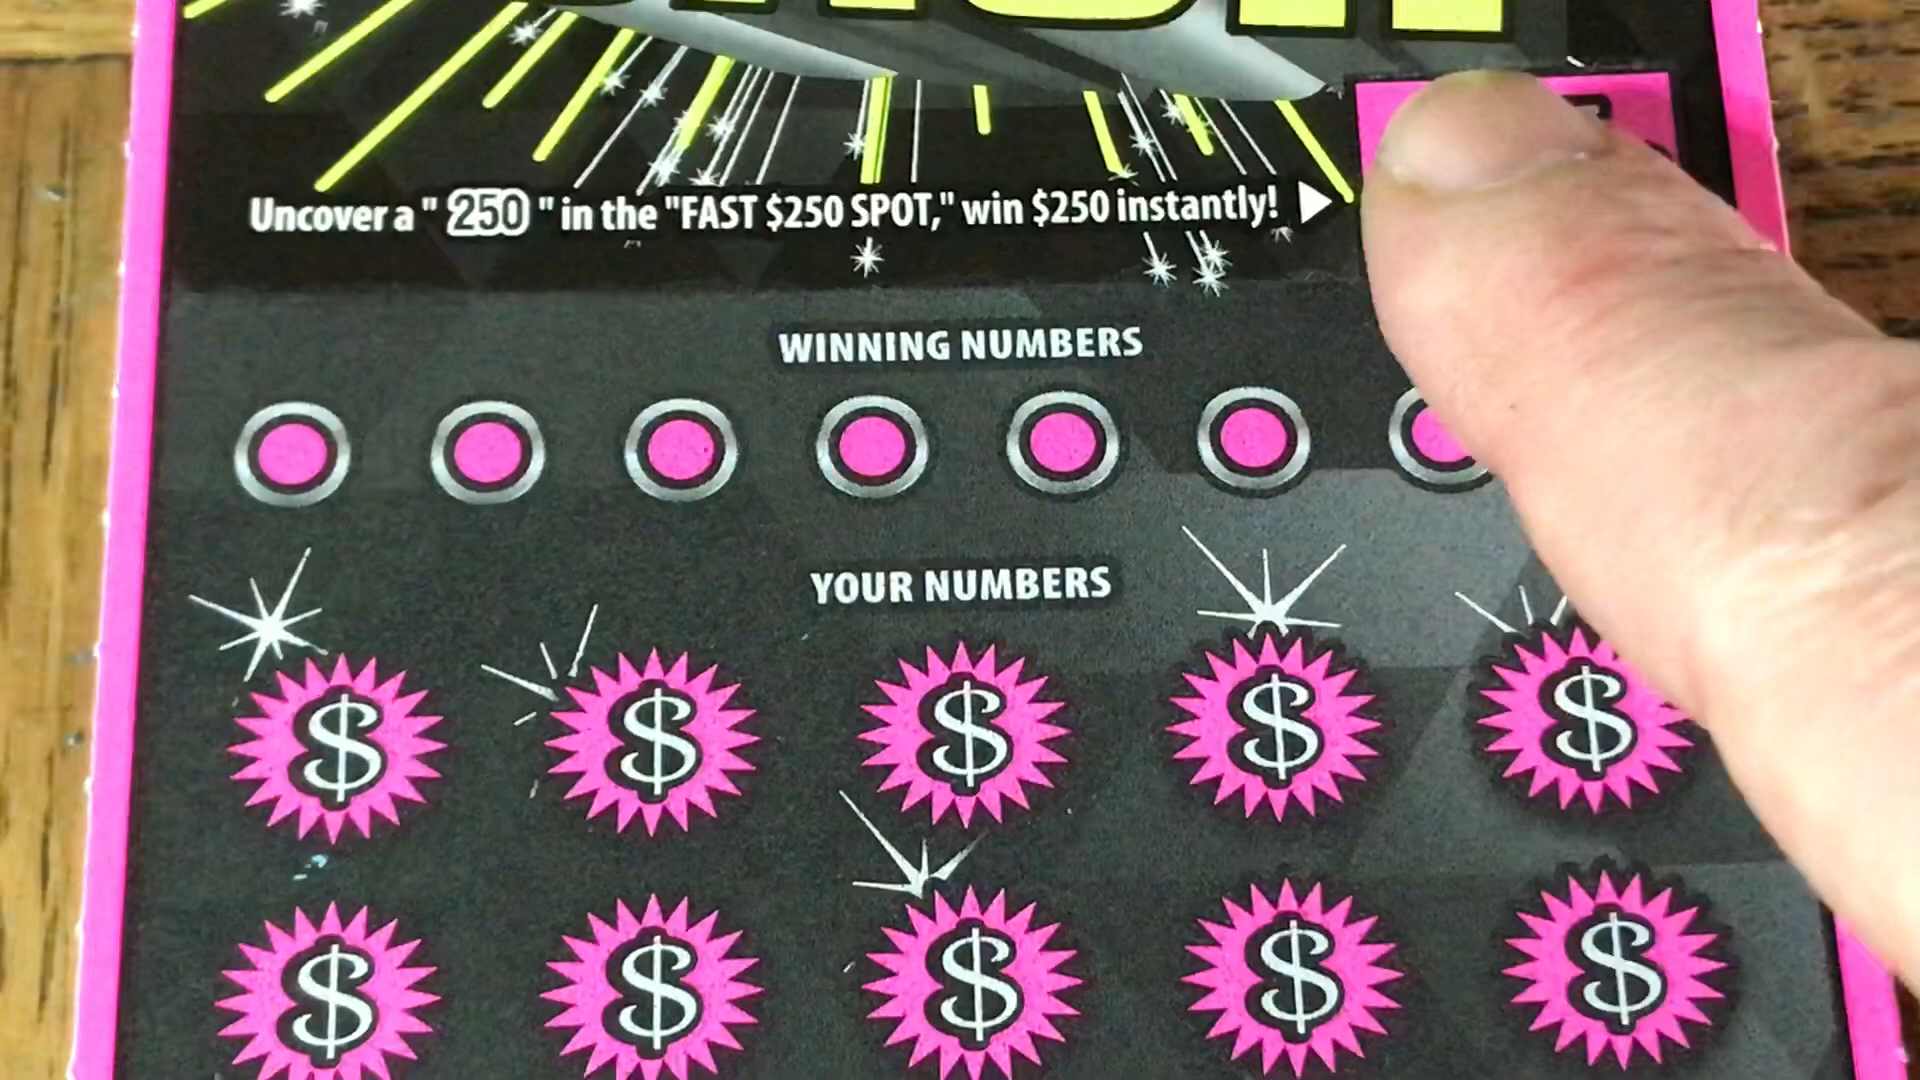 Uncover a "250" in the "FAST $250 SPOT," win $250 instantly!
WINNING NUMBERS
YOUR NUMBERS
$ $ $ $ $
$ $ $ $ $